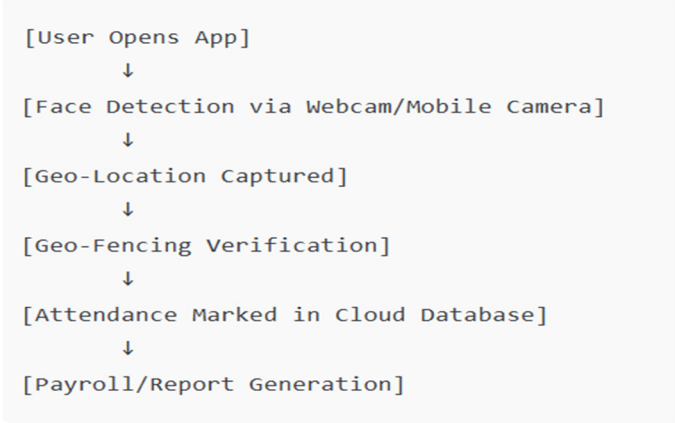 [User Opens App]
↓
[Face Detection via Webcam/Mobile Camera]
↓
[Geo-Location Captured]
↓
[Geo-Fencing Verification]
↓
[Attendance Marked in Cloud Database]
↓
[Payroll/Report Generation]